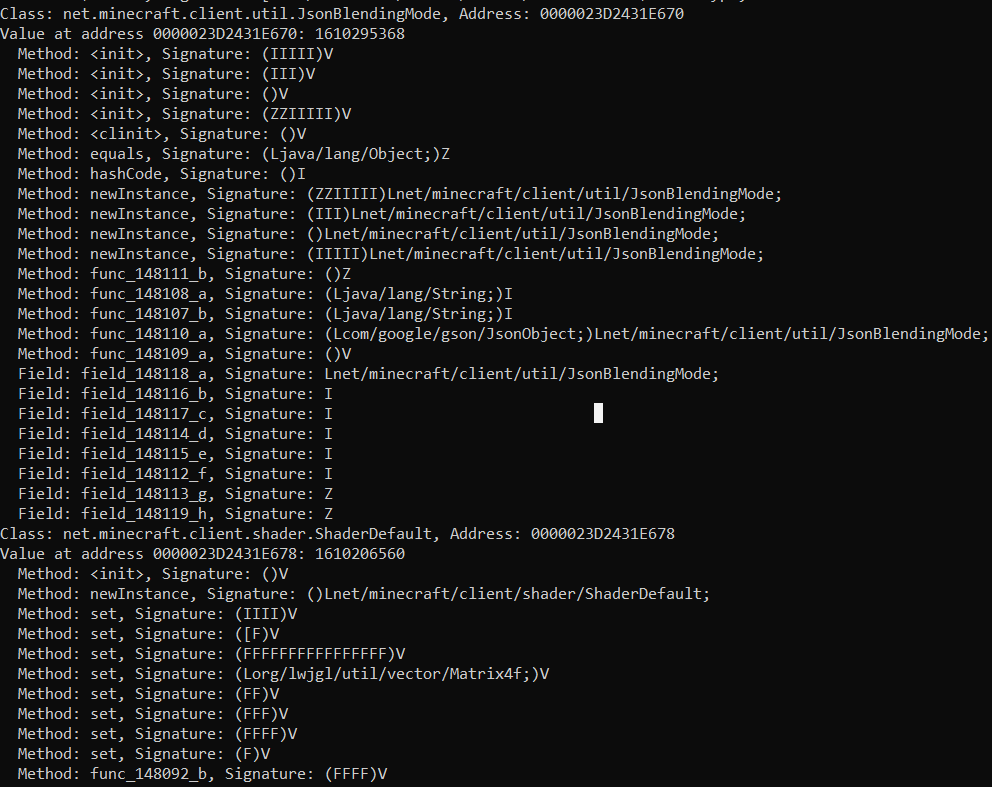 Class: net.minecraft.client.util.JsonBlendingMode, Address: 0000023D2431E670
Value at address 0000023D2431E670: 1610295368
  Method: <init>, Signature: (IIIII)V
  Method: <init>, Signature: (III)V
  Method: <init>, Signature: ()V
  Method: <init>, Signature: (ZZIIIII)V
  Method: <clinit>, Signature: ()V
  Method: equals, Signature: (Ljava/lang/Object;)Z
  Method: hashCode, Signature: ()I
  Method: newInstance, Signature: (ZZIIIII)Lnet/minecraft/client/util/JsonBlendingMode;
  Method: newInstance, Signature: (III)Lnet/minecraft/client/util/JsonBlendingMode;
  Method: newInstance, Signature: ()Lnet/minecraft/client/util/JsonBlendingMode;
  Method: newInstance, Signature: (IIIII)Lnet/minecraft/client/util/JsonBlendingMode;
  Method: func_148111_b, Signature: ()Z
  Method: func_148108_a, Signature: (Ljava/lang/String;)I
  Method: func_148107_b, Signature: (Ljava/lang/String;)I
  Method: func_148110_a, Signature: (Lcom/google/gson/JsonObject;)Lnet/minecraft/client/util/JsonBlendingMode;
  Method: func_148109_a, Signature: ()V
  Field: field_148118_a, Signature: Lnet/minecraft/client/util/JsonBlendingMode;
  Field: field_148116_b, Signature: I
  Field: field_148117_c, Signature: I
  Field: field_148114_d, Signature: I
  Field: field_148115_e, Signature: I
  Field: field_148112_f, Signature: I
  Field: field_148113_g, Signature: Z
  Field: field_148119_h, Signature: Z
Class: net.minecraft.client.shader.ShaderDefault, Address: 0000023D2431E678
Value at address 0000023D2431E678: 1610206560
  Method: <init>, Signature: ()V
  Method: newInstance, Signature: ()Lnet/minecraft/client/shader/ShaderDefault;
  Method: set, Signature: (IIII)V
  Method: set, Signature: ([F)V
  Method: set, Signature: (FFFFFFFFFFFFFFFF)V
  Method: set, Signature: (Lorg/lwjgl/util/vector/Matrix4f;)V
  Method: set, Signature: (FF)V
  Method: set, Signature: (FFF)V
  Method: set, Signature: (FFFF)V
  Method: set, Signature: (F)V
  Method: func_148092_b, Signature: (FFFF)V